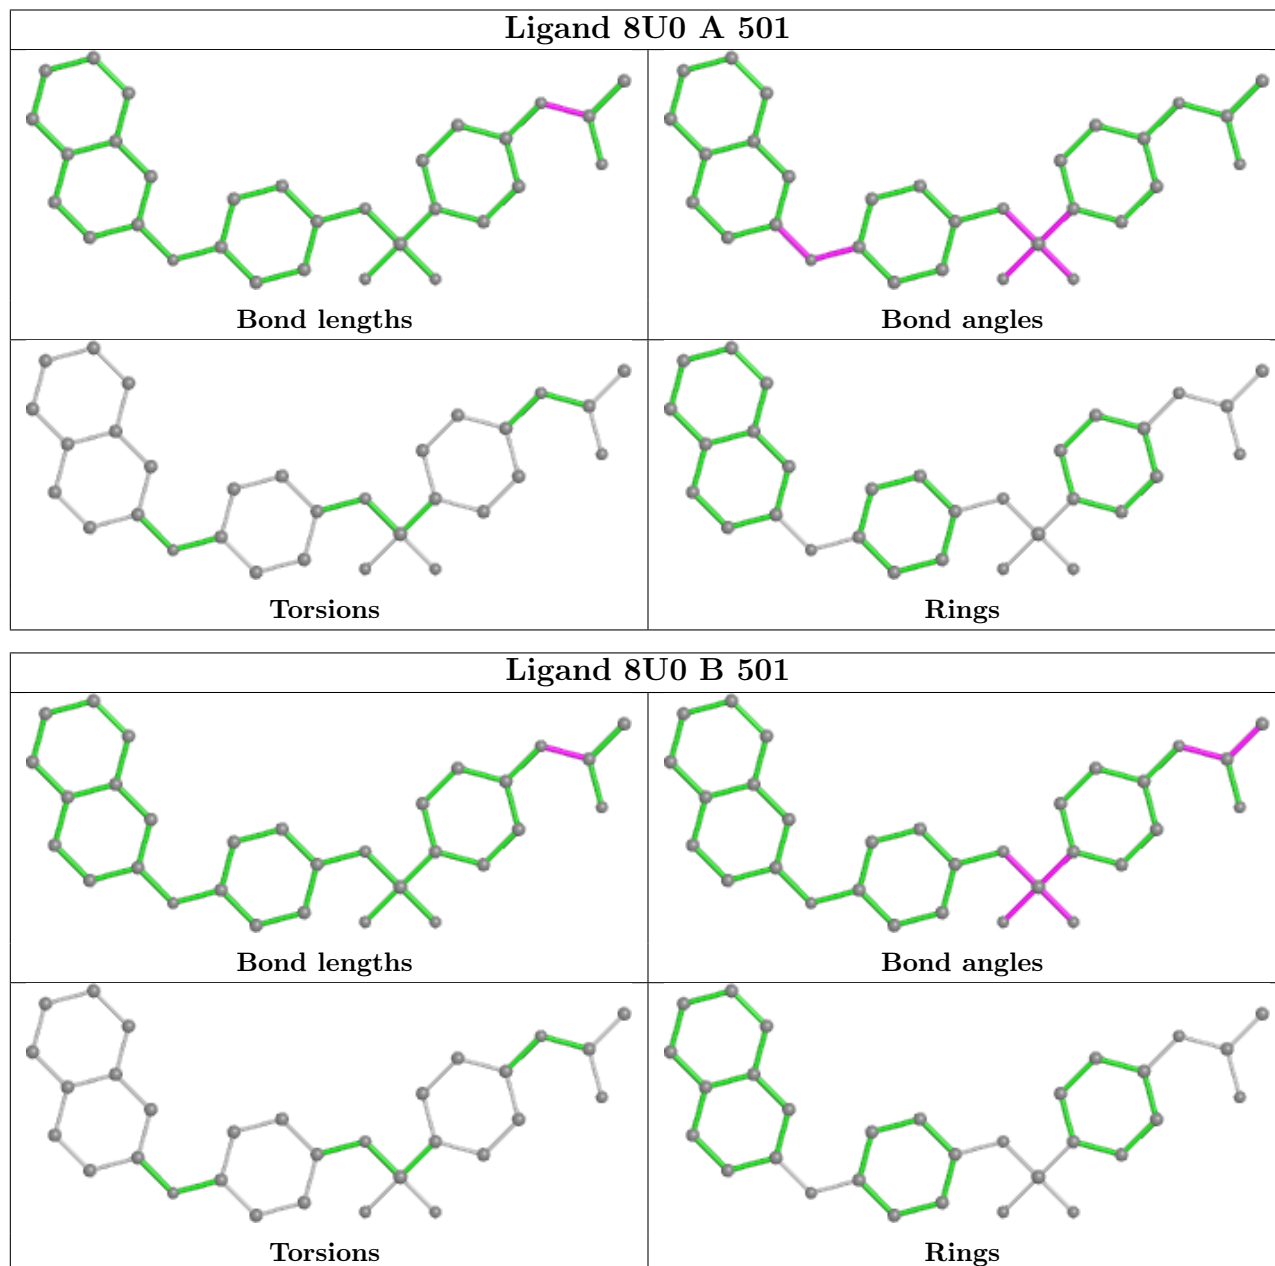 Ligand 8U0 A 501
Bond lengths
Bond angles
Torsions
Rings
Ligand 8U0 B 501
Bond lengths
Bond angles
Torsions
Rings